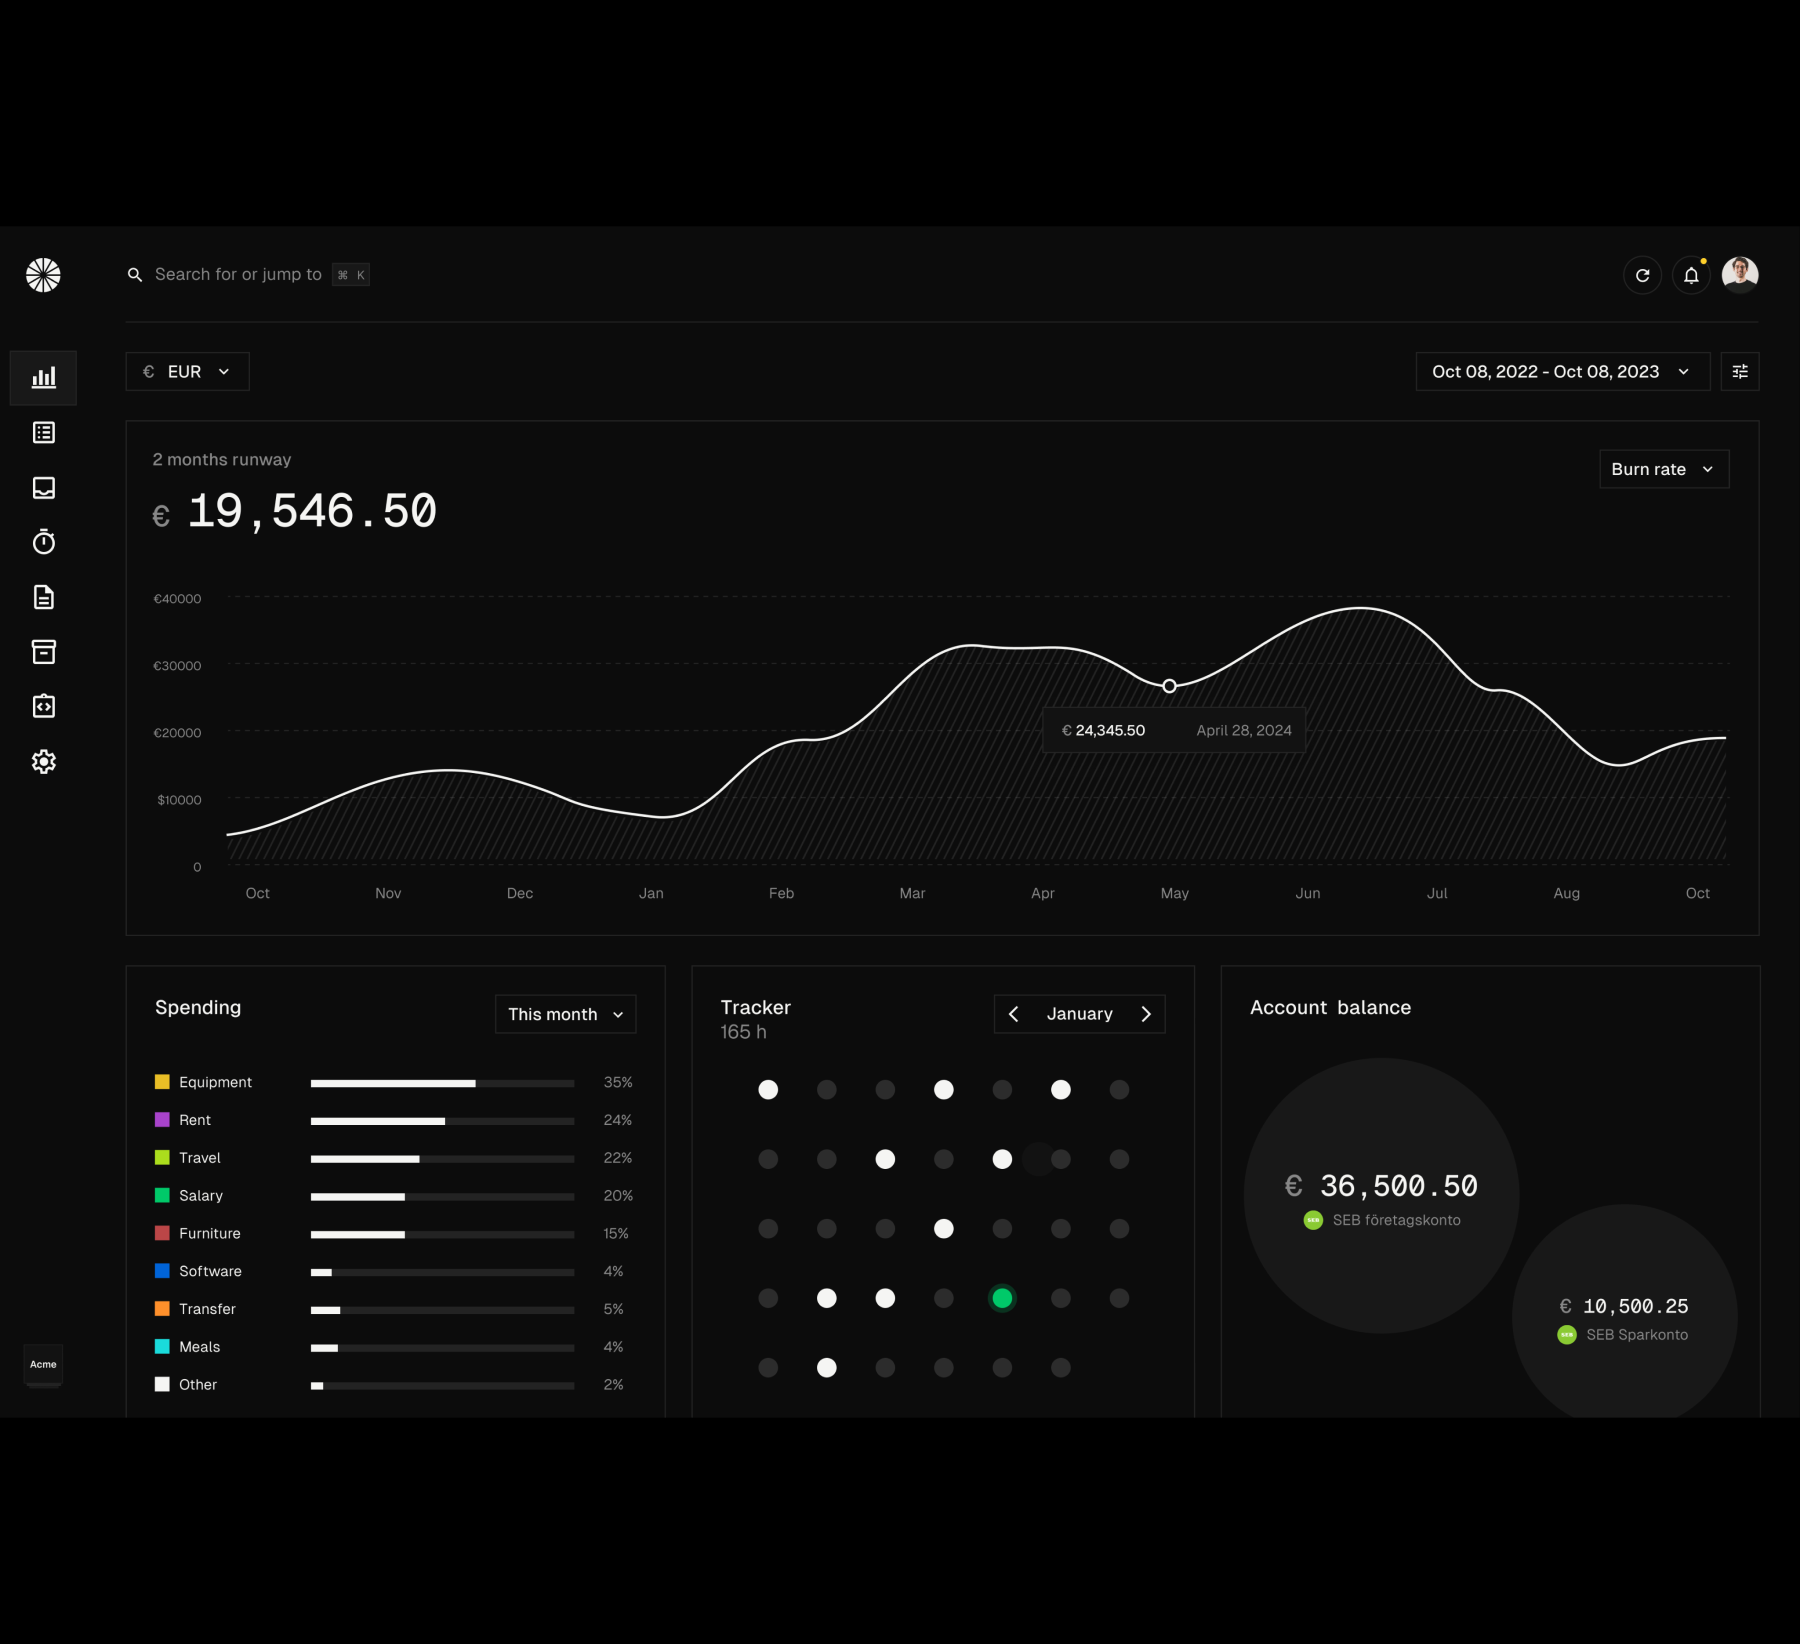 Search for or jump to ⌘ K
€ EUR
Oct 08, 2022 - Oct 08, 2023
2 months runway
€ 19,546.50
Burn rate
€40000
€30000
€20000
$10000
0
€ 24,345.50 April 28, 2024
Oct Nov Dec Jan Feb Mar Apr May Jun Jul Aug Oct
Spending
This month
Equipment 35%
Rent 24%
Travel 22%
Salary 20%
Furniture 15%
Software 4%
Transfer 5%
Meals 4%
Other 2%
Tracker
165 h
January
Account balance
€ 36,500.50
SEB SEB företagskonto
€ 10,500.25
SEB SEB Sparkonto
Acme